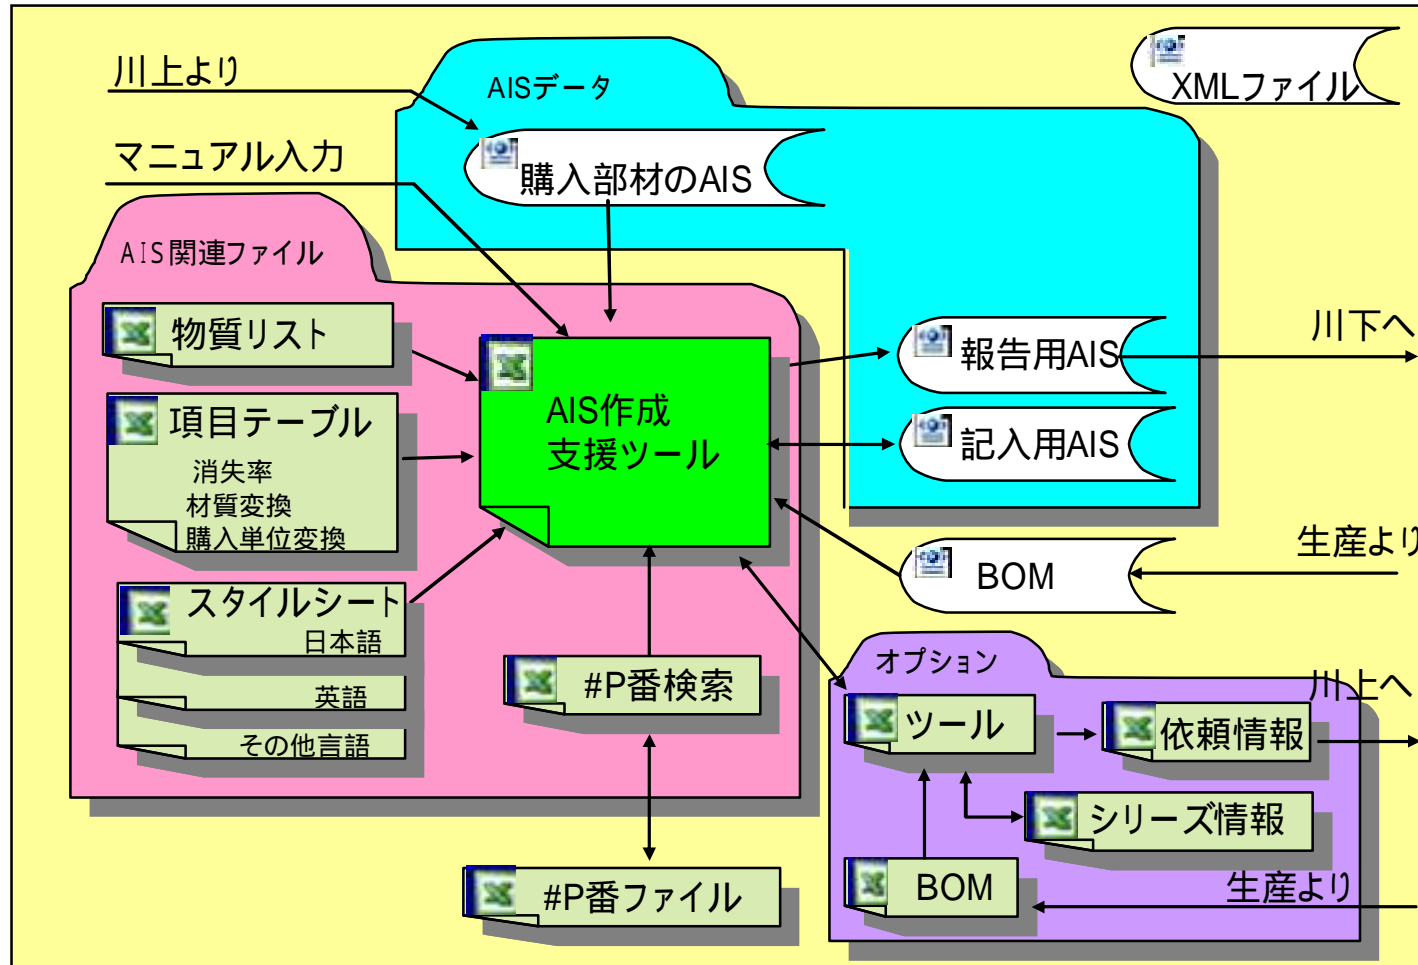 川上より
AISデータ
XMLファイル
マニュアル入力
購入部材のAIS
AIS関連ファイル
物質リスト
項目テーブル
消失率
材質変換
購入単位変換
スタイルシート
日本語
英語
その他言語
AIS作成
支援ツール
#P番検索
#P番ファイル
報告用AIS
川下へ
記入用AIS
生産より
BOM
オプション
川上へ
ツール
依頼情報
シリーズ情報
BOM
生産より